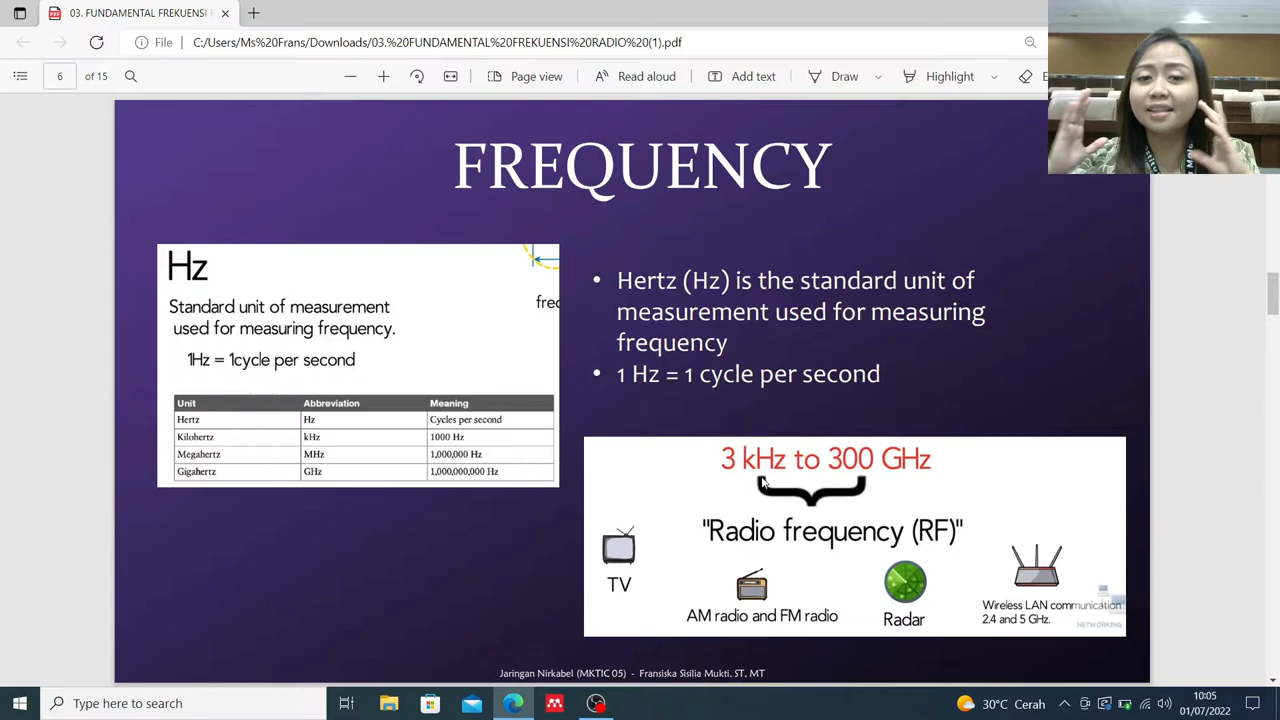 03. FUNDAMENTAL FREKUENSI
File
C:/Users/Ms%20Frans/Downloads/03.%20FUNDAMENTAL%20FREKUENSI%20RADIO%20(1).pdf
6 of 15
Page view
Read aloud
Add text
Draw
Highlight
FREQUENCY
Hz
Standard unit of measurement
used for measuring frequency.
1Hz = 1cycle per second
Unit Abbreviation Meaning
Hertz Hz Cycles per second
Kilohertz kHz 1000 Hz
Megahertz MHz 1,000,000 Hz
Gigahertz GHz 1,000,000,000 Hz
• Hertz (Hz) is the standard unit of
measurement used for measuring
frequency
• 1 Hz = 1 cycle per second
3 kHz to 300 GHz
"Radio frequency (RF)"
TV
AM radio and FM radio
Radar
Wireless LAN communication
2.4 and 5 GHz.
NETWORKING
Jaringan Nirkabel (MKTIC 05) - Fransiska Sisilia Mukti, ST, MT
Type here to search
30°C Cerah
10:05
01/07/2022